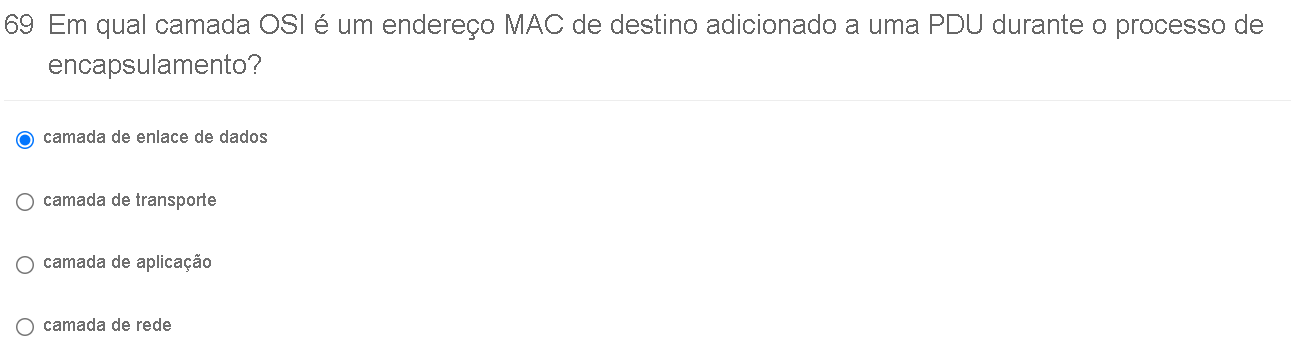 69 Em qual camada OSI é um endereço MAC de destino adicionado a uma PDU durante o processo de
encapsulamento?
camada de enlace de dados
camada de transporte
camada de aplicação
camada de rede